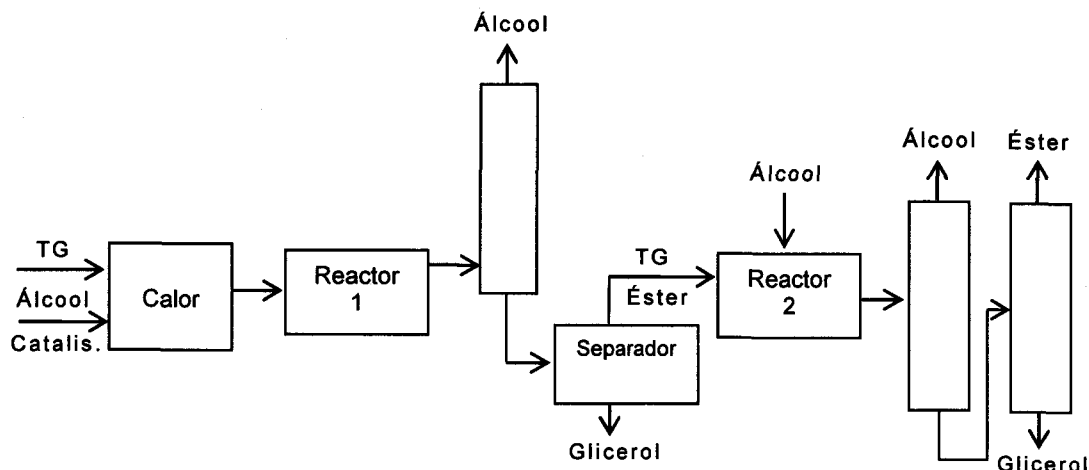 Álcool
Álcool
Éster
Álcool
TG
Álcool
Catalis.
Calor
Reactor
1
TG
Éster
Reactor
2
Separador
Glicerol
Glicerol